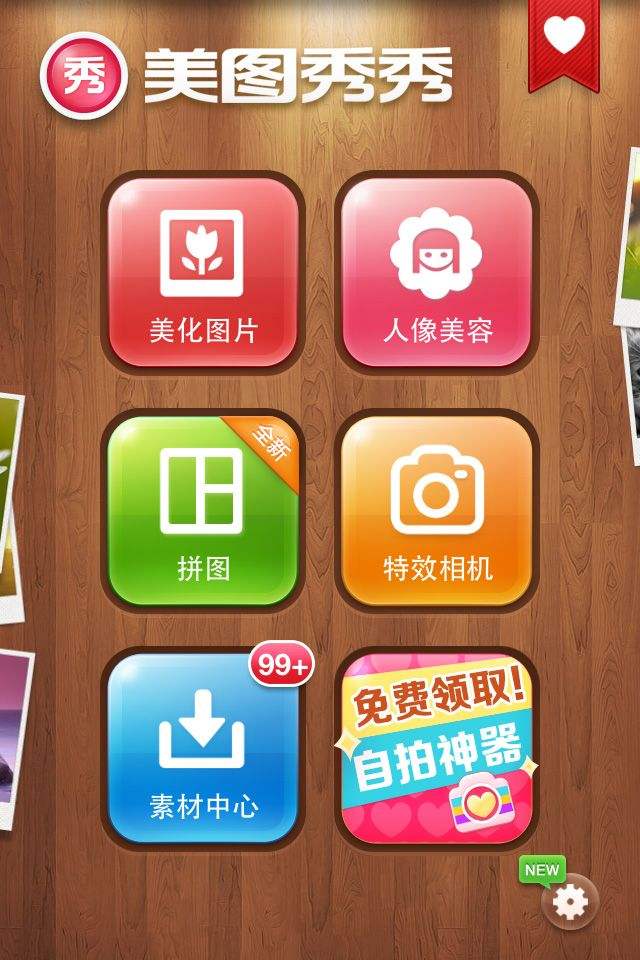 秀 美图秀秀
美化图片
人像美容
全新
拼图
特效相机
99+
素材中心
免费领取!
自拍神器
NEW